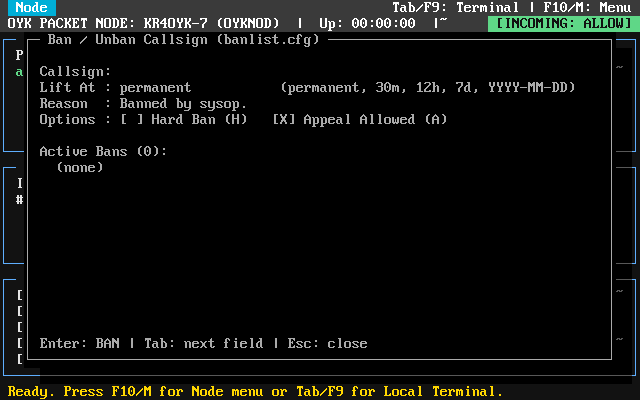 Node Tab/F9: Terminal | F10/M: Menu
OYK PACKET NODE: KR4OYK-7 (OYKNOD) | Up: 00:00:00 |~ [INCOMING: ALLOW]
Ban / Unban Callsign (banlist.cfg)
P ~
a
Callsign:
Lift At : permanent (permanent, 30m, 12h, 7d, YYYY-MM-DD)
Reason : Banned by sysop.
Options : [ ] Hard Ban (H) [X] Appeal Allowed (A)
Active Bans (0):
(none)
I
#
[ ~
[
[
[ ~
[
Enter: BAN | Tab: next field | Esc: close
Ready. Press F10/M for Node menu or Tab/F9 for Local Terminal.